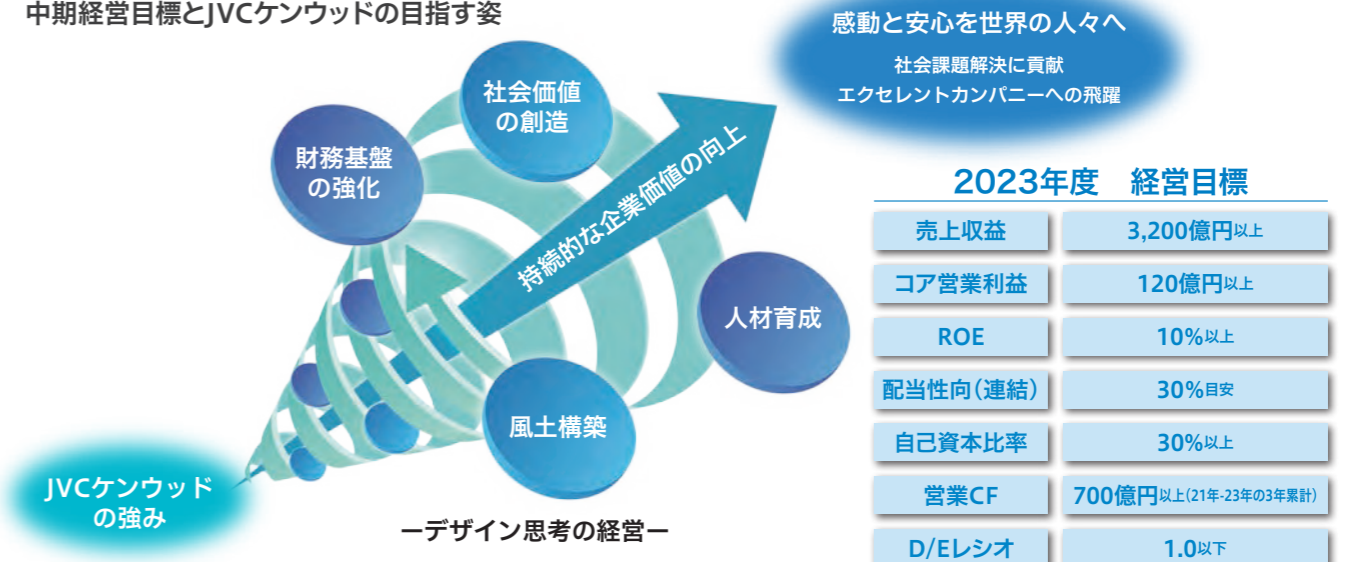 中期経営目標とJVCケンウッドの目指す姿
感動と安心を世界の人々へ
社会課題解決に貢献
エクセレントカンパニーへの飛躍
社会価値
の創造
財務基盤
の強化
持続的な企業価値の向上
人材育成
風土構築
JVCケンウッド
の強み
ーデザイン思考の経営ー
2023年度 経営目標
売上収益 3,200億円以上
コア営業利益 120億円以上
ROE 10%以上
配当性向(連結) 30%目安
自己資本比率 30%以上
営業CF 700億円以上(21年-23年の3年累計)
D/Eレシオ 1.0以下